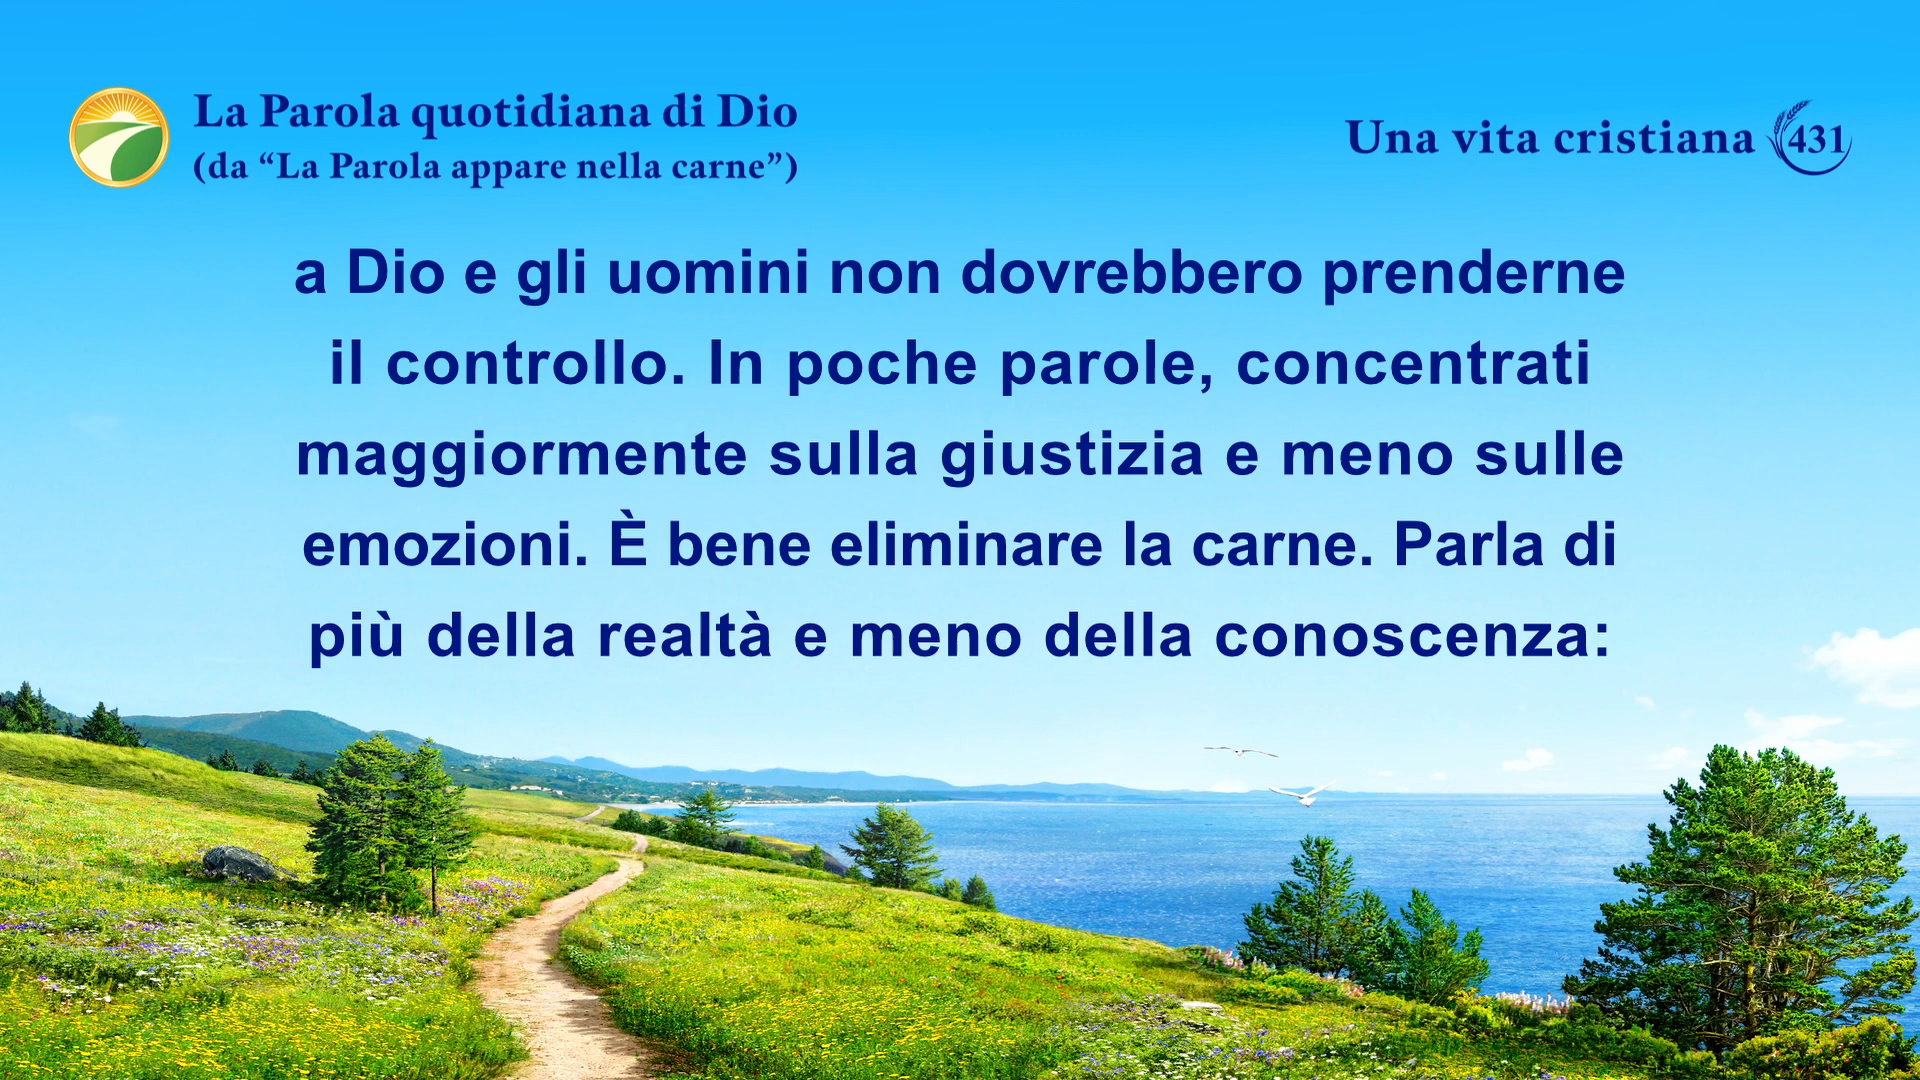 La Parola quotidiana di Dio
(da “La Parola appare nella carne”)
Una vita cristiana 431
a Dio e gli uomini non dovrebbero prenderne
il controllo. In poche parole, concentrati
maggiormente sulla giustizia e meno sulle
emozioni. È bene eliminare la carne. Parla di
più della realtà e meno della conoscenza: